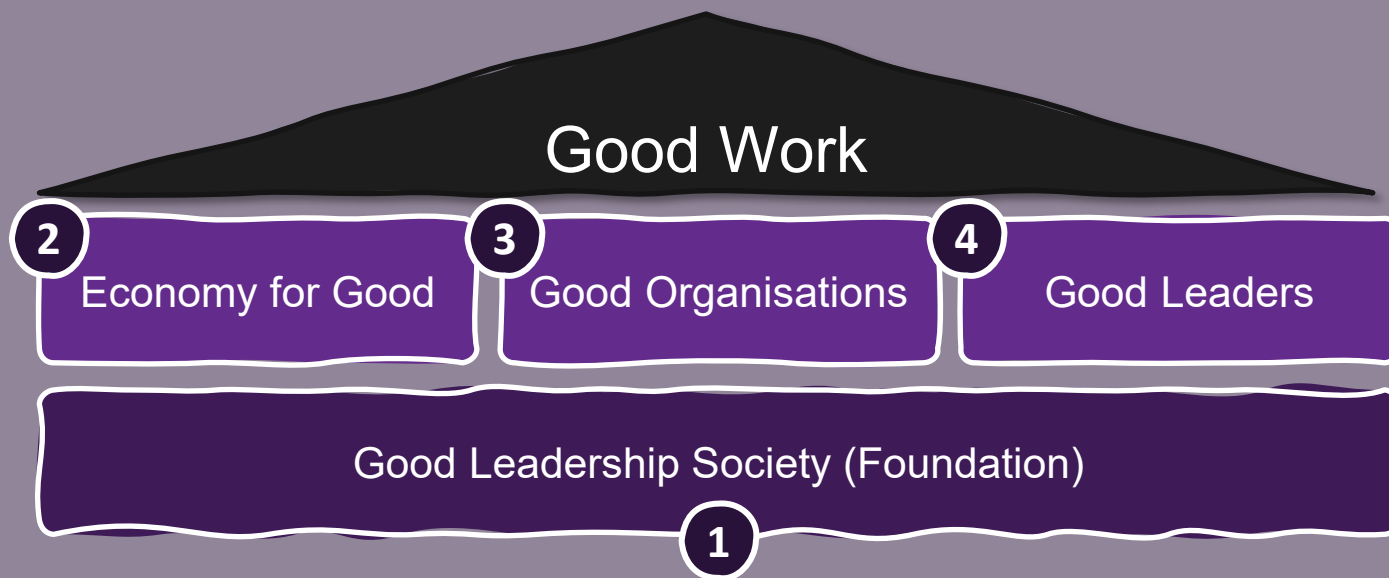 Good Work
2
Economy for Good
3
Good Organisations
4
Good Leaders
Good Leadership Society (Foundation)
1